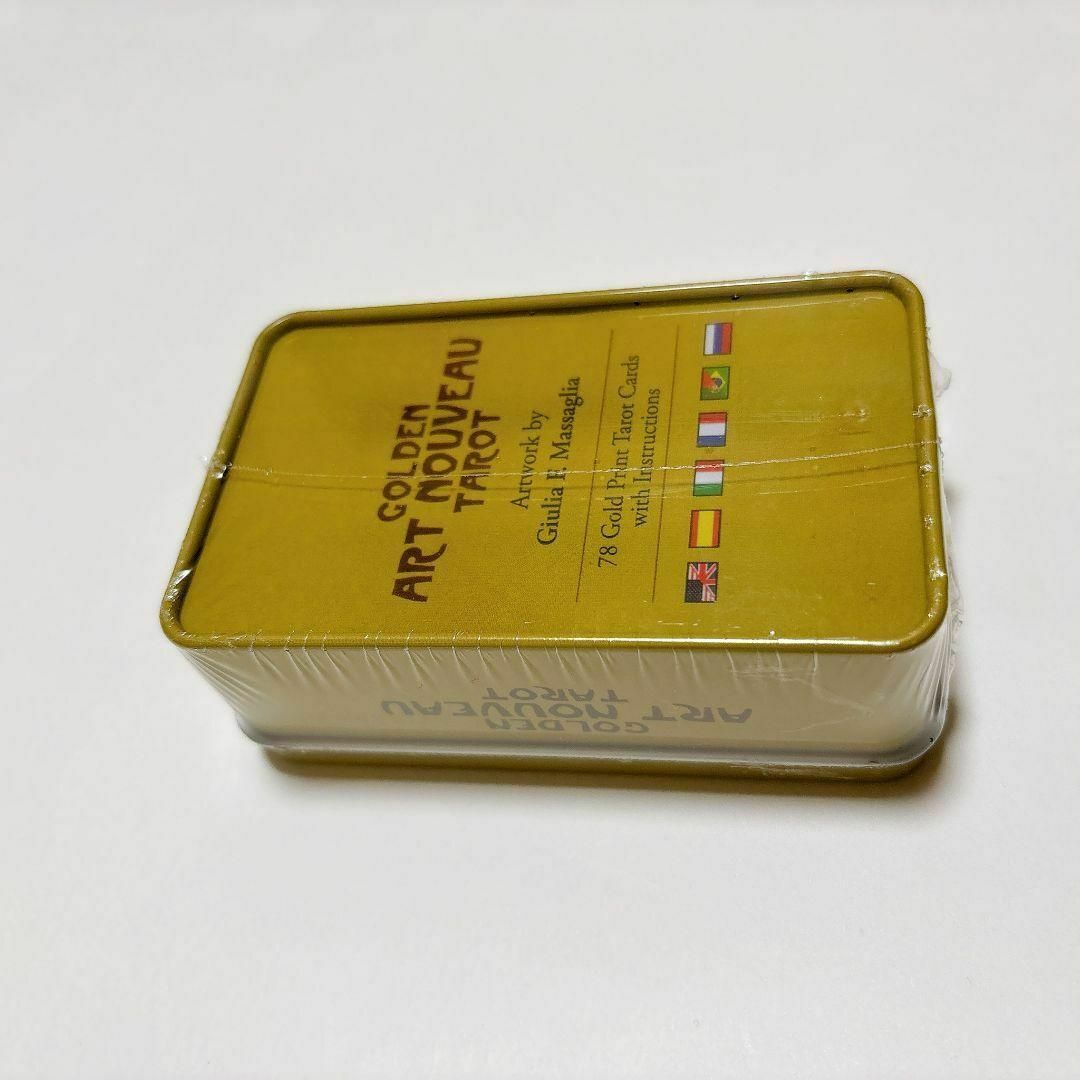 GOLDEN
ART NOUVEAU
TAROT
Artwork by
Giulia F. Massaglia
78 Gold Print Tarot Cards
with Instructions
GOLDEN
ART NOUVEAU
TAROT